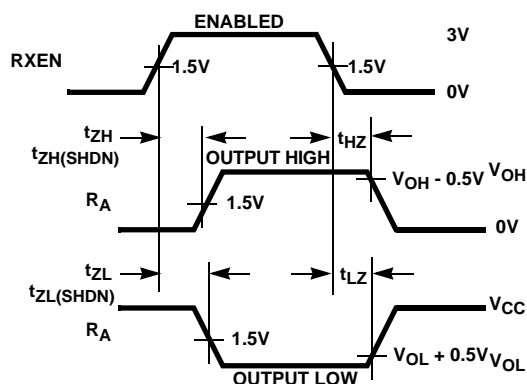 ENABLED
3V
RXEN
1.5V
1.5V
0V
tZH
tZH(SHDN)
tHZ
OUTPUT HIGH
VOH - 0.5V
VOH
RA
1.5V
0V
tZL
tZL(SHDN)
tLZ
VCC
RA
1.5V
VOL + 0.5V
VOL
OUTPUT LOW